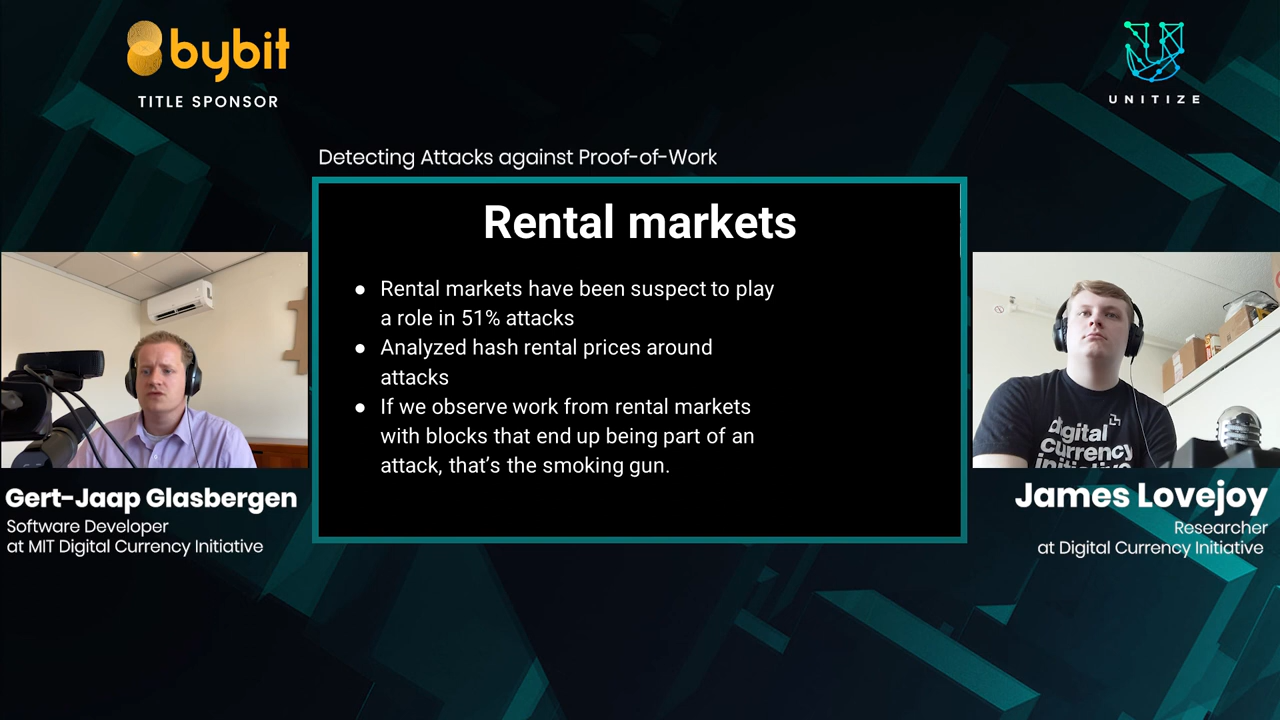 bybit
TITLE SPONSOR
UNITIZE
Detecting Attacks against Proof-of-Work
Rental markets
● Rental markets have been suspect to play
a role in 51% attacks
● Analyzed hash rental prices around
attacks
● If we observe work from rental markets
with blocks that end up being part of an
attack, that's the smoking gun.
Gert-Jaap Glasbergen
Software Developer
at MIT Digital Currency Initiative
digital
currency
initiative
James Lovejoy
Researcher
at Digital Currency Initiative